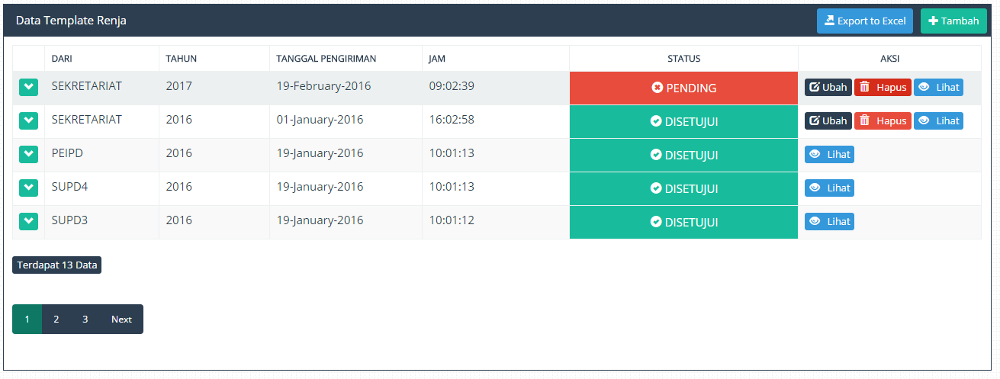 Data Template Renja Export to Excel Tambah
DARI TAHUN TANGGAL PENGIRIMAN JAM STATUS AKSI
SEKRETARIAT 2017 19-February-2016 09:02:39 PENDING Ubah Hapus Lihat
SEKRETARIAT 2016 01-January-2016 16:02:58 DISETUJUI Ubah Hapus Lihat
PEIPD 2016 19-January-2016 10:01:13 DISETUJUI Lihat
SUPD4 2016 19-January-2016 10:01:13 DISETUJUI Lihat
SUPD3 2016 19-January-2016 10:01:12 DISETUJUI Lihat
Terdapat 13 Data
1 2 3 Next